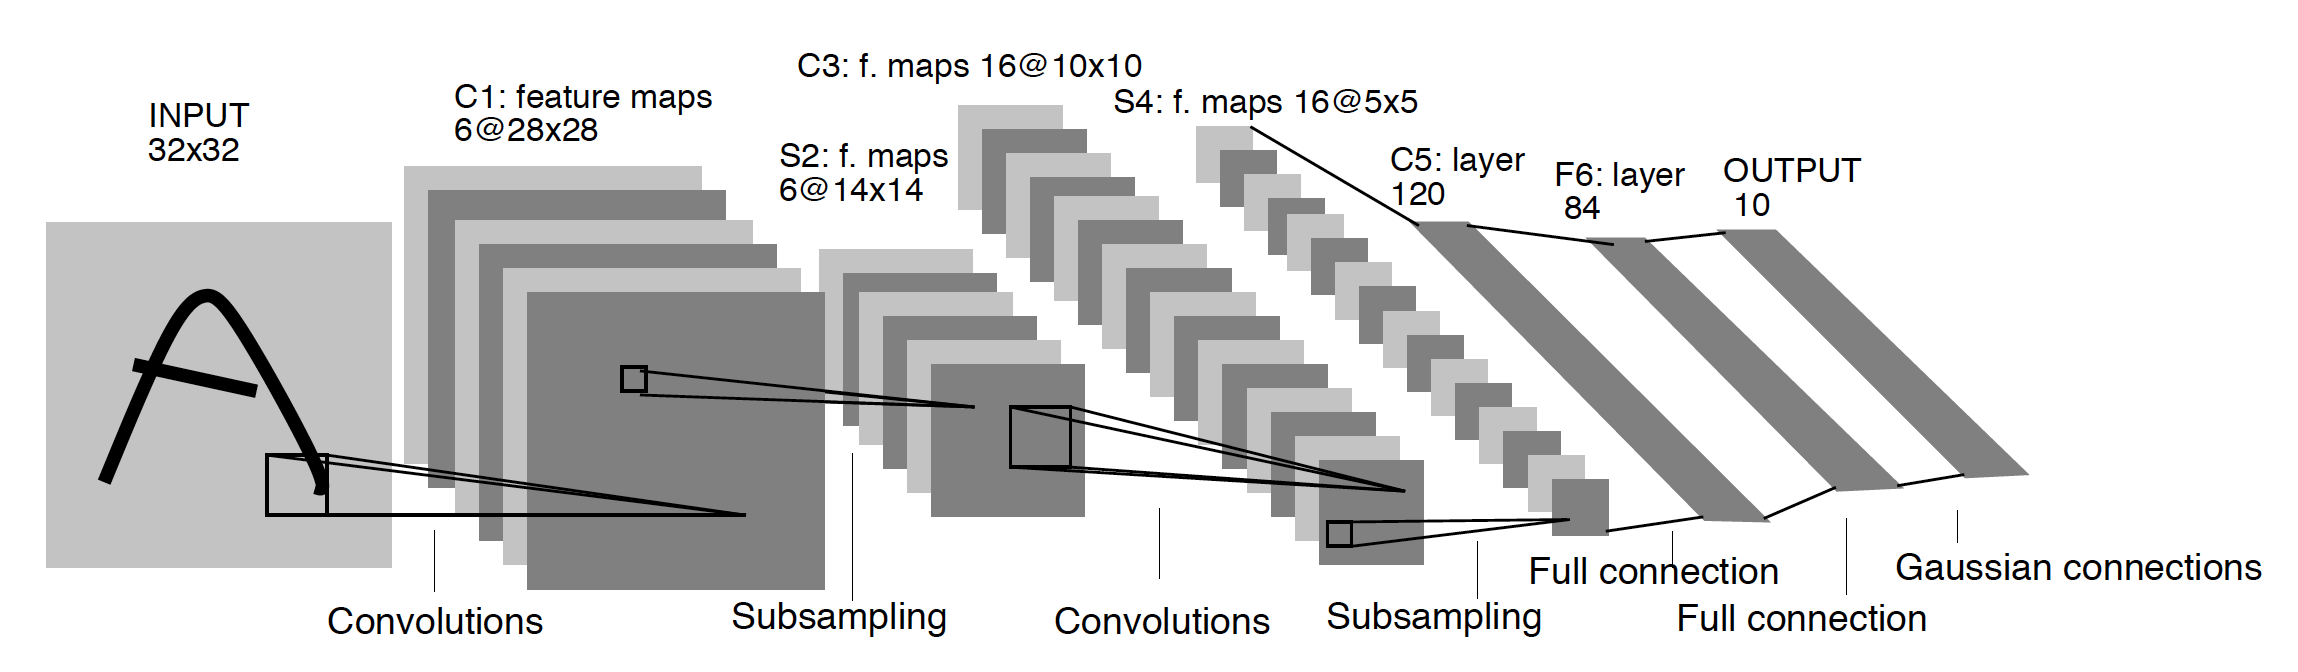 INPUT
32x32
C1: feature maps
6@28x28
S2: f. maps
6@14x14
C3: f. maps 16@10x10
S4: f. maps 16@5x5
C5: layer
120
F6: layer
84
OUTPUT
10
Convolutions
Subsampling
Convolutions
Subsampling
Full connection
Full connection
Gaussian connections